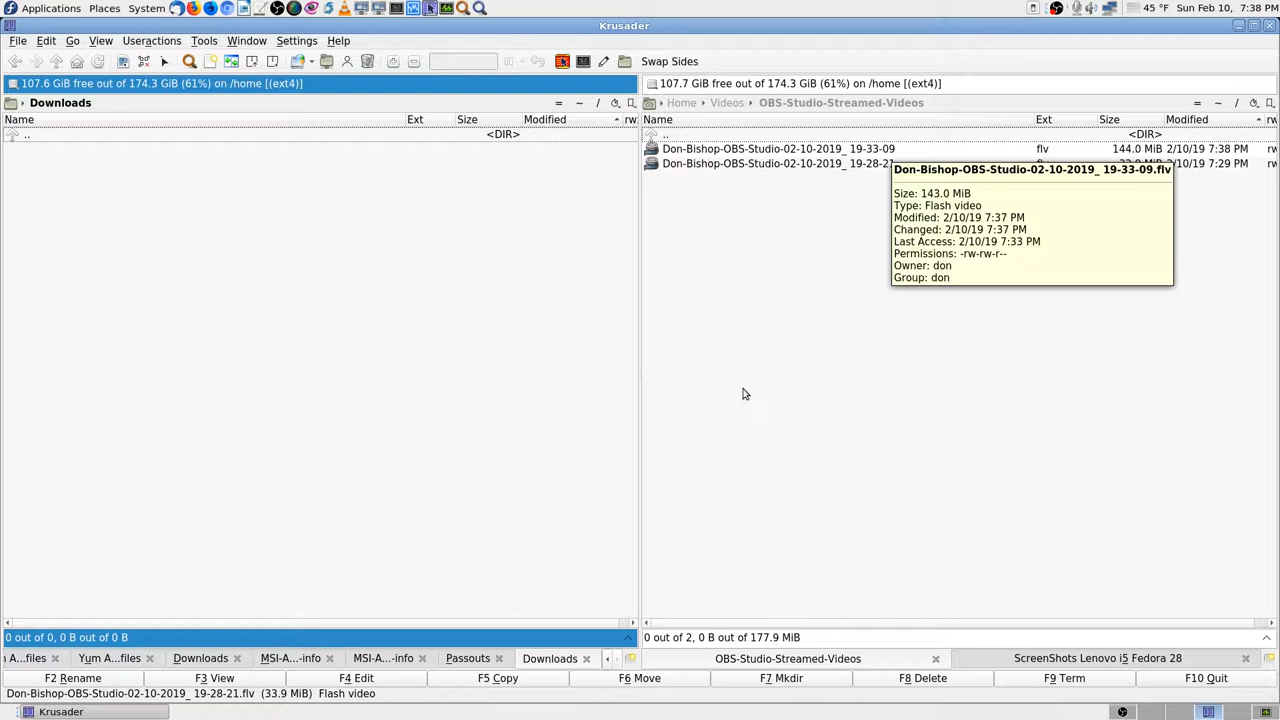 Applications Places System 45 °F Sun Feb 10, 7:38 PM
Krusader
File Edit Go View Useractions Tools Window Settings Help
Swap Sides
107.6 GiB free out of 174.3 GiB (61%) on /home [(ext4)] 107.7 GiB free out of 174.3 GiB (61%) on /home [(ext4)]
Downloads = ~ / Home Videos OBS-Studio-Streamed-Videos = ~ /
Name Ext Size Modified rw Name Ext Size Modified rw
.. <DIR> .. <DIR>
Don-Bishop-OBS-Studio-02-10-2019_ 19-33-09 flv 144.0 MiB 2/10/19 7:38 PM rw
Don-Bishop-OBS-Studio-02-10-2019_ 19-28-21 2/10/19 7:29 PM rw
Don-Bishop-OBS-Studio-02-10-2019_ 19-33-09.flv
Size: 143.0 MiB
Type: Flash video
Modified: 2/10/19 7:37 PM
Changed: 2/10/19 7:37 PM
Last Access: 2/10/19 7:33 PM
Permissions: -rw-rw-r--
Owner: don
Group: don
0 out of 0, 0 B out of 0 B 0 out of 2, 0 B out of 177.9 MiB
n A...files Yum A...files Downloads MSI-A...-info MSI-A...-info Passouts Downloads OBS-Studio-Streamed-Videos ScreenShots Lenovo i5 Fedora 28
F2 Rename F3 View F4 Edit F5 Copy F6 Move F7 Mkdir F8 Delete F9 Term F10 Quit
Don-Bishop-OBS-Studio-02-10-2019_ 19-28-21.flv (33.9 MiB) Flash video
Krusader